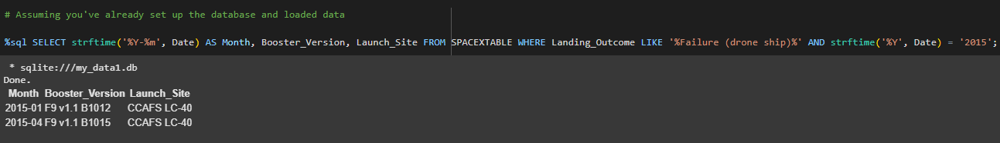 # Assuming you've already set up the database and loaded data
%sql SELECT strftime('%Y-%m', Date) AS Month, Booster_Version, Launch_Site FROM SPACEXTABLE WHERE Landing_Outcome LIKE '%Failure (drone ship)%' AND strftime('%Y', Date) = '2015';
* sqlite:///my_data1.db
Done.
Month Booster_Version Launch_Site
2015-01 F9 v1.1 B1012 CCAFS LC-40
2015-04 F9 v1.1 B1015 CCAFS LC-40